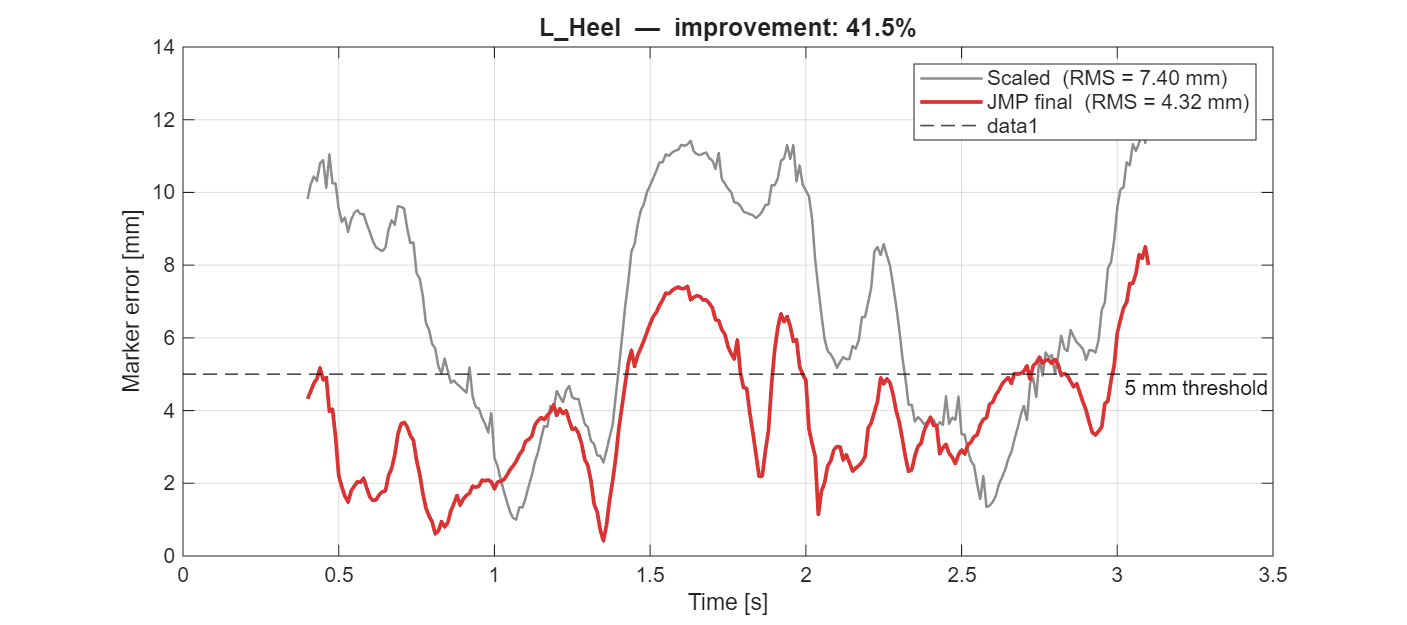 L_Heel — improvement: 41.5%
14
12
10
8
6
4
2
0
Marker error [mm]
Scaled (RMS = 7.40 mm)
JMP final (RMS = 4.32 mm)
data1
5 mm threshold
0 0.5 1 1.5 2 2.5 3 3.5
Time [s]